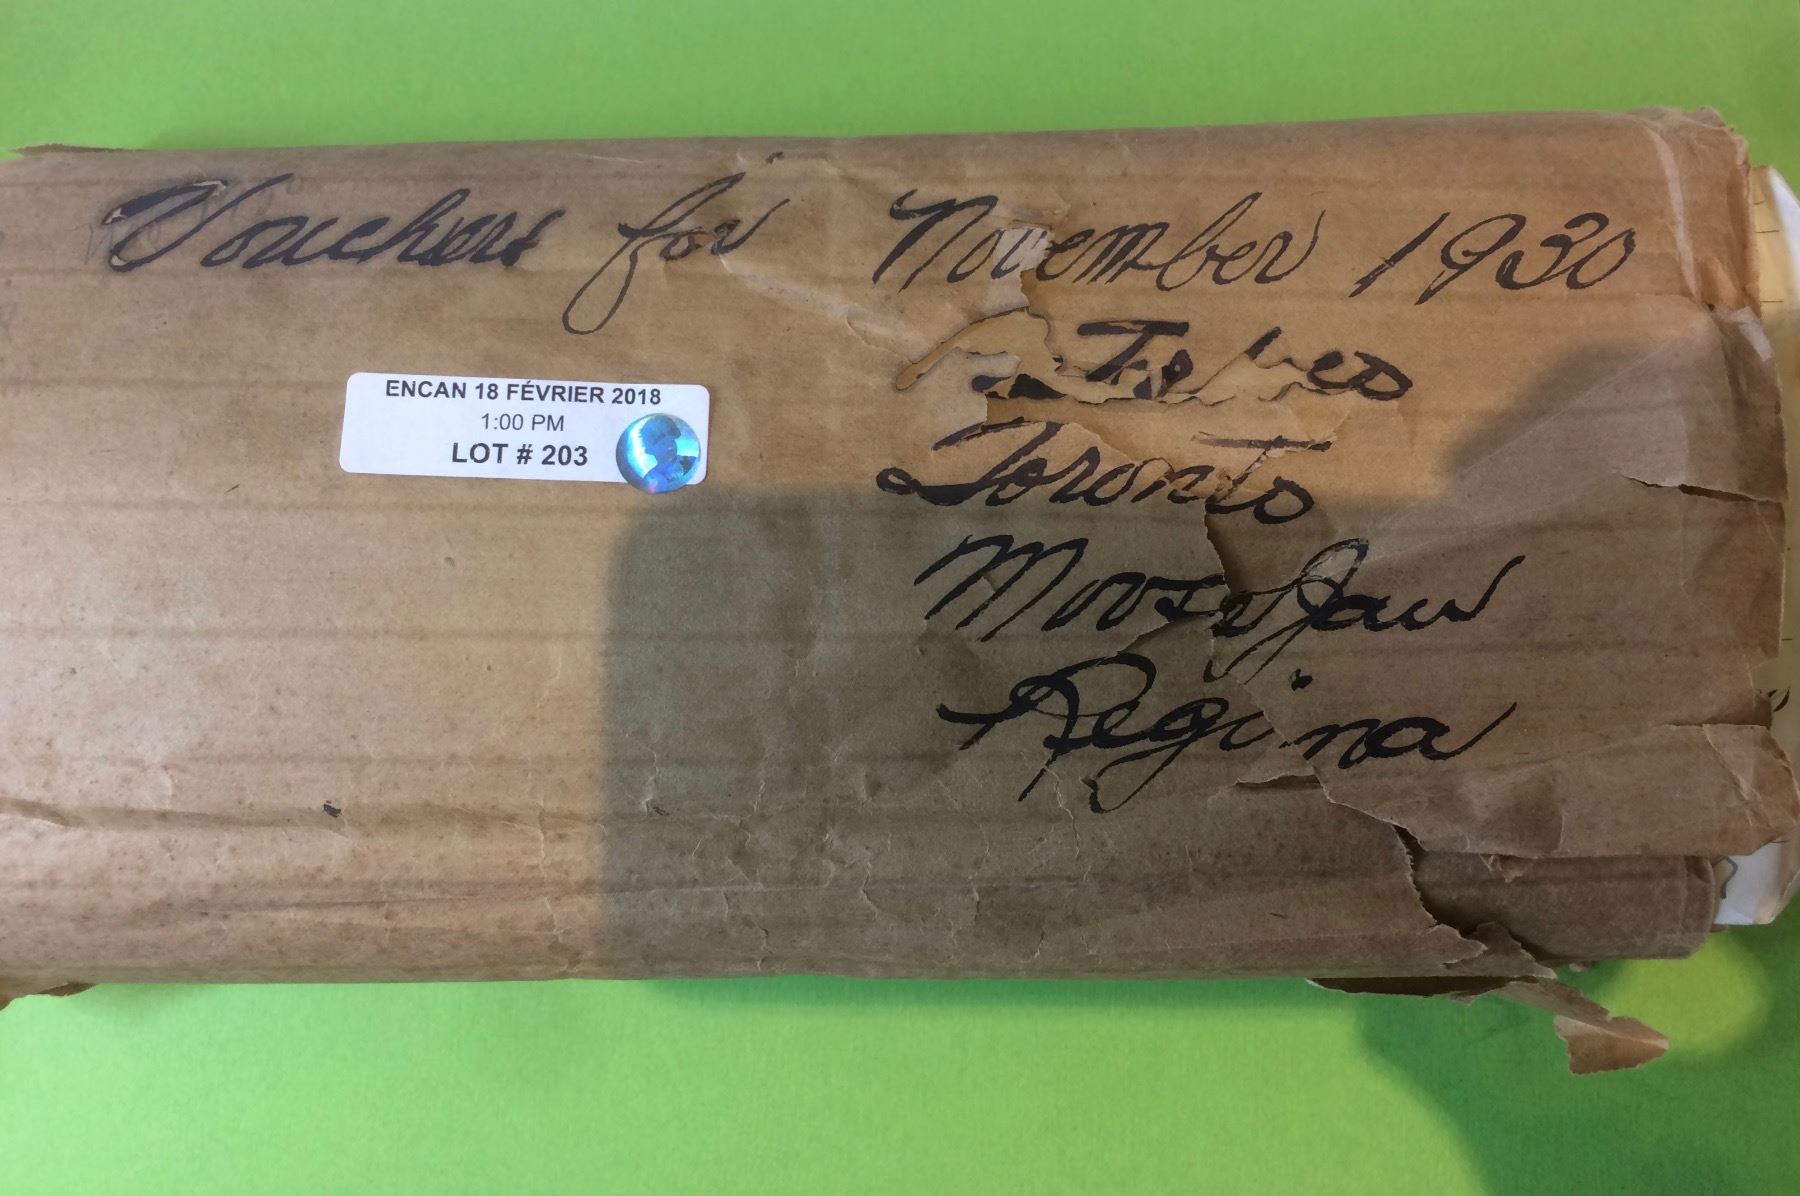 Vouchers for November 1930
ENCAN 18 FÉVRIER 2018
1:00 PM
LOT # 203
Toronto
Moose Jaw
Regina